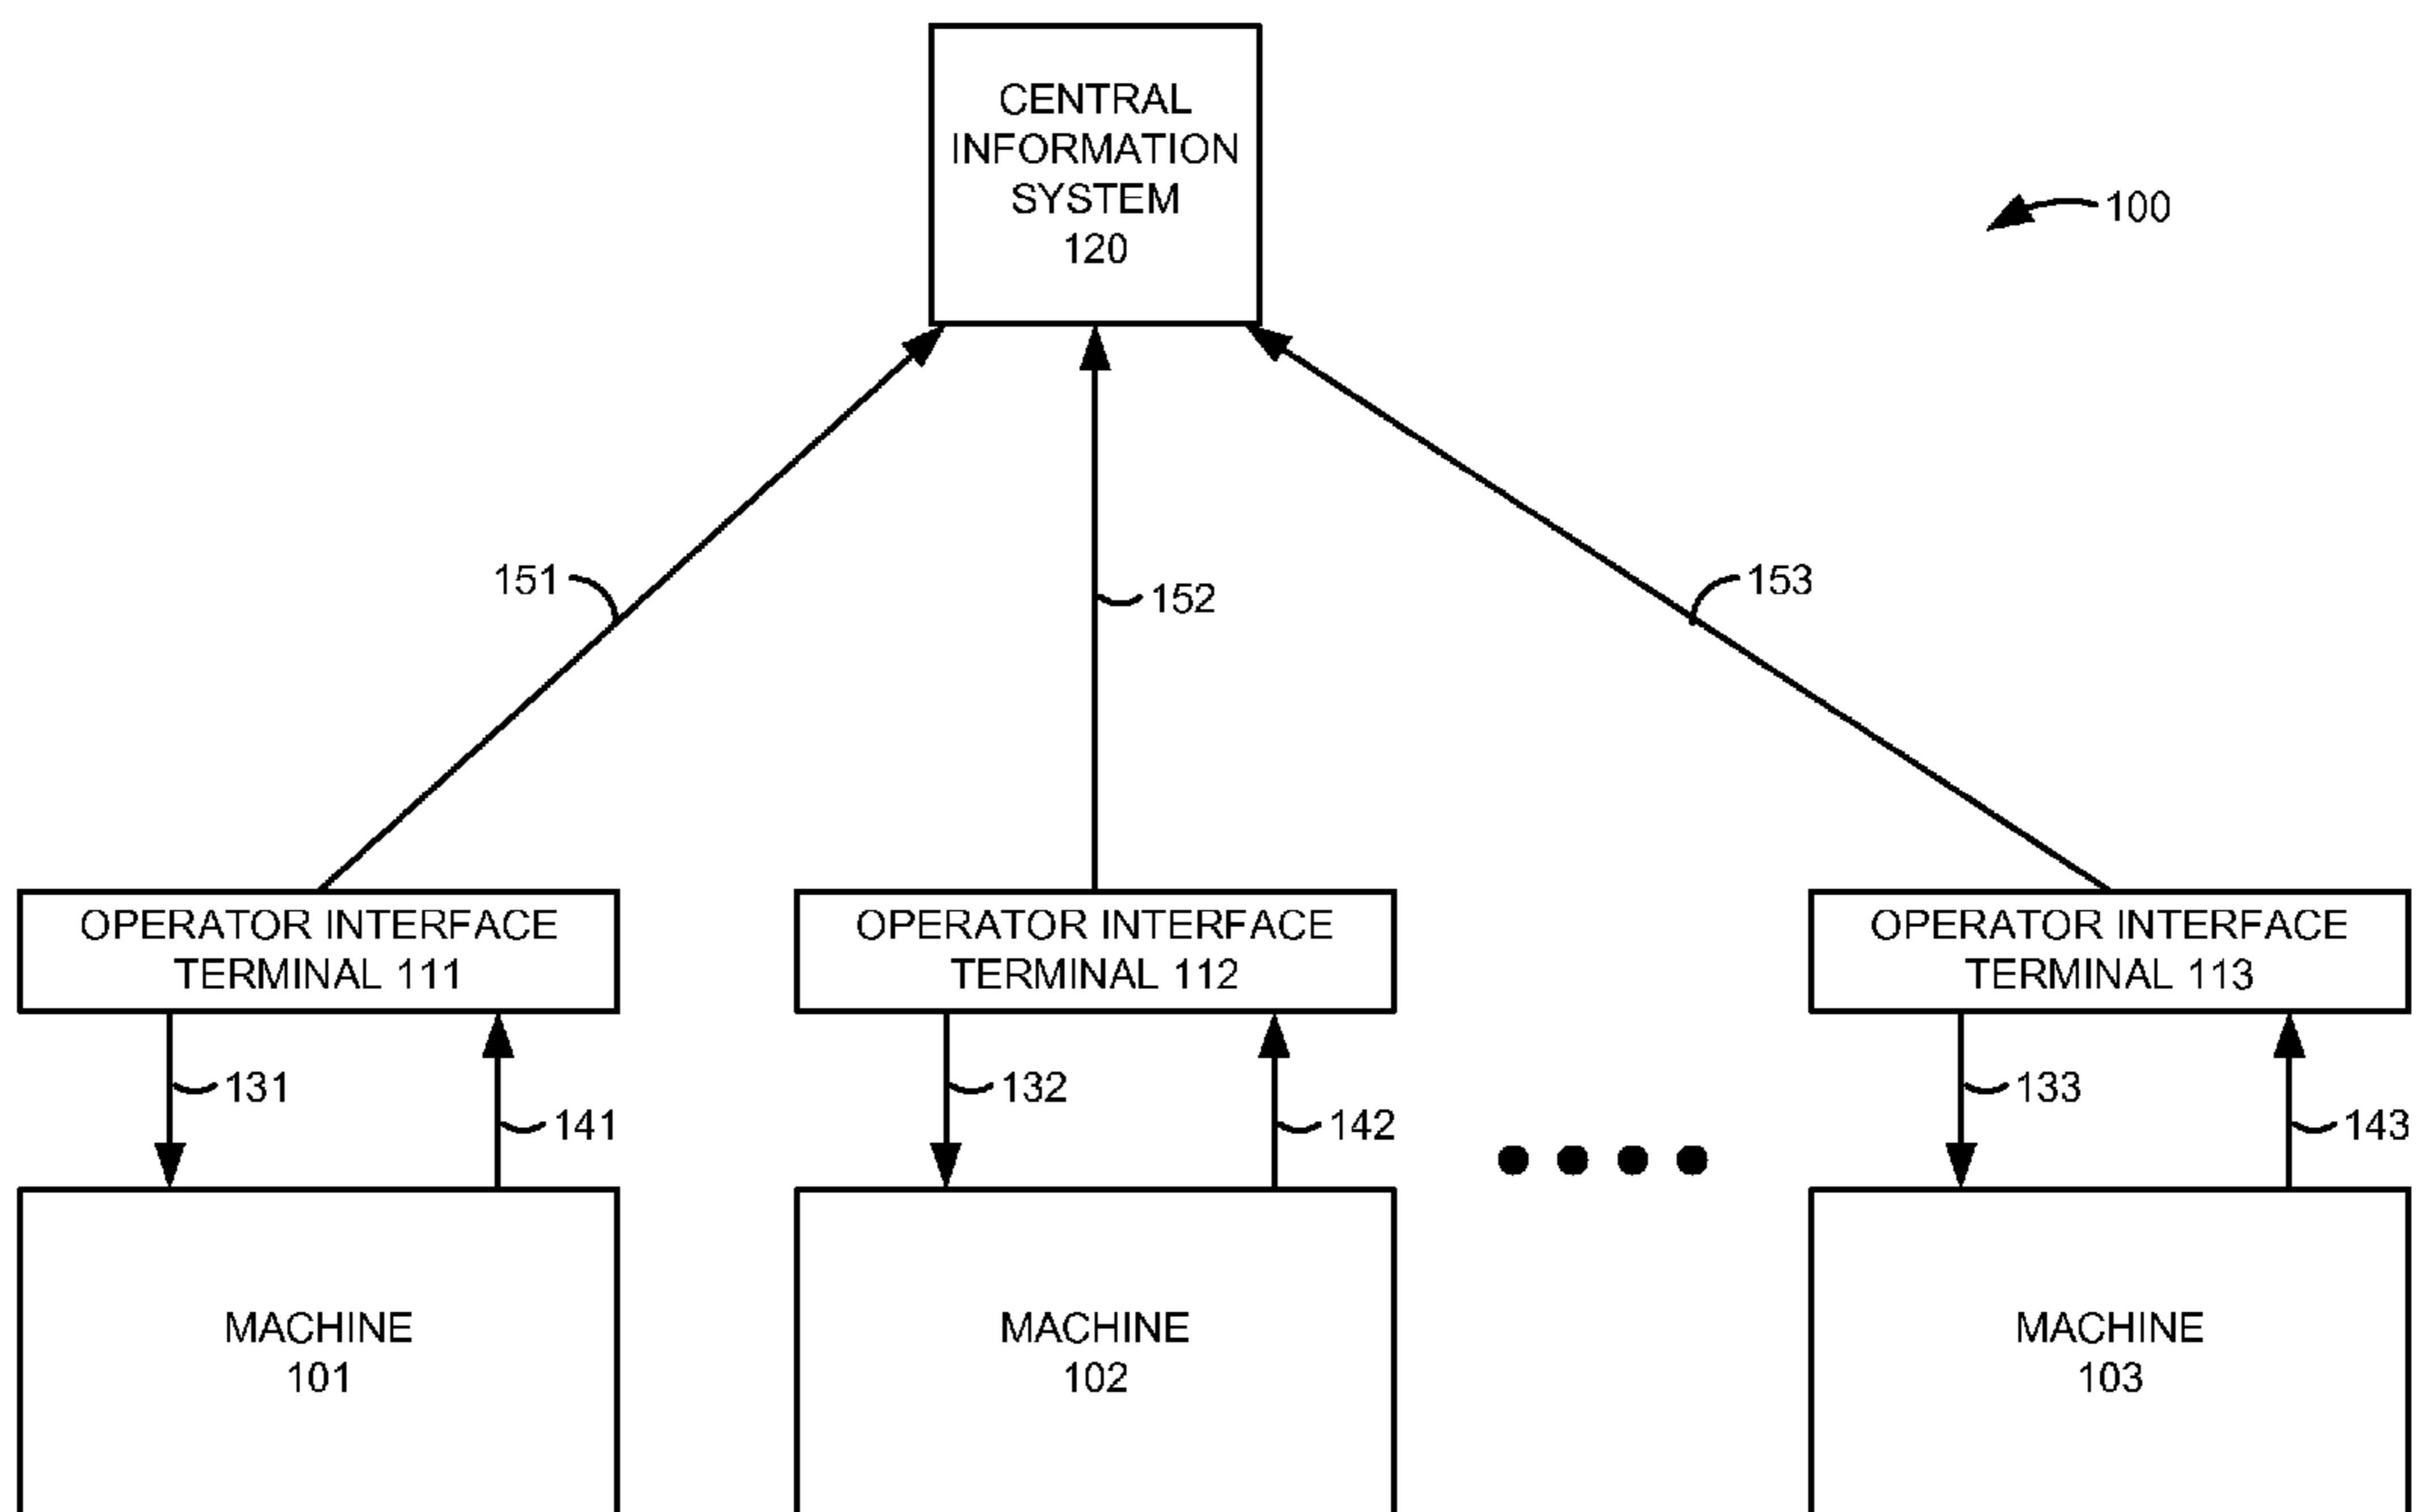 CENTRAL
INFORMATION
SYSTEM
120
100
151
152
153
OPERATOR INTERFACE
TERMINAL 111
OPERATOR INTERFACE
TERMINAL 112
OPERATOR INTERFACE
TERMINAL 113
131
141
132
142
133
143
MACHINE
101
MACHINE
102
MACHINE
103